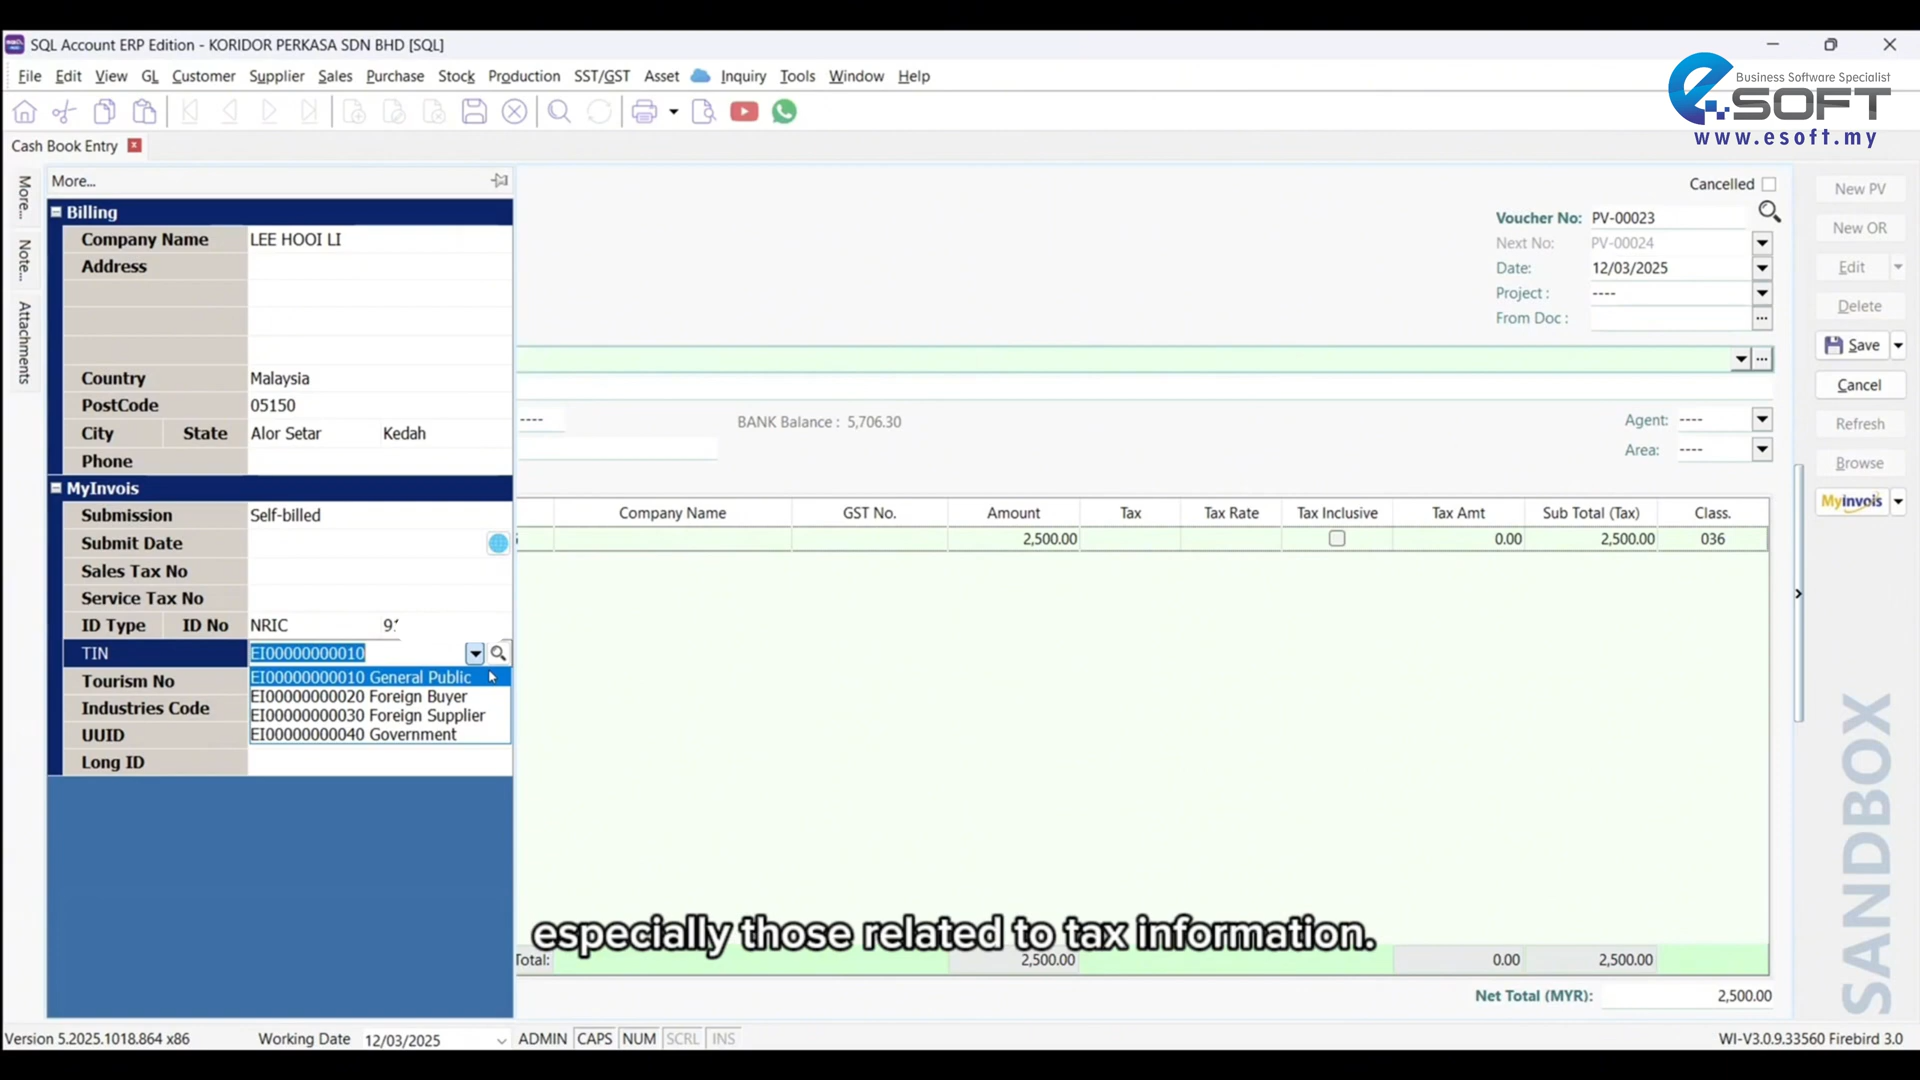 SQL Account ERP Edition - KORIDOR PERKASA SDN BHD [SQL]
File Edit View GL Customer Supplier Sales Purchase Stock Production SST/GST Asset Inquiry Tools Window Help
Business Software Specialist
eSOFT
www.esoft.my
Cash Book Entry
More...
Note...
Attachments
More...
Billing
Company Name LEE HOOI LI
Address
Country Malaysia
PostCode 05150
City State Alor Setar Kedah
Phone
MyInvois
Submission Self-billed
Submit Date
Sales Tax No
Service Tax No
ID Type ID No NRIC
TIN EI00000000010
EI00000000010 General Public
EI00000000020 Foreign Buyer
EI00000000030 Foreign Supplier
EI00000000040 Government
Tourism No
Industries Code
UUID
Long ID
Cancelled
Voucher No: PV-00023
Next No: PV-00024
Date: 12/03/2025
Project : ----
From Doc :
---- BANK Balance : 5,706.30
Agent: ----
Area: ----
Company Name GST No. Amount Tax Tax Rate Tax Inclusive Tax Amt Sub Total (Tax) Class.
2,500.00 0.00 2,500.00 036
especially those related to tax information.
Total: 2,500.00 0.00 2,500.00
Net Total (MYR): 2,500.00
New PV
New OR
Edit
Delete
Save
Cancel
Refresh
Browse
MyInvois
SANDBOX
Version 5.2025.1018.864 x86 Working Date 12/03/2025 ADMIN CAPS NUM SCRL INS WI-V3.0.9.33560 Firebird 3.0